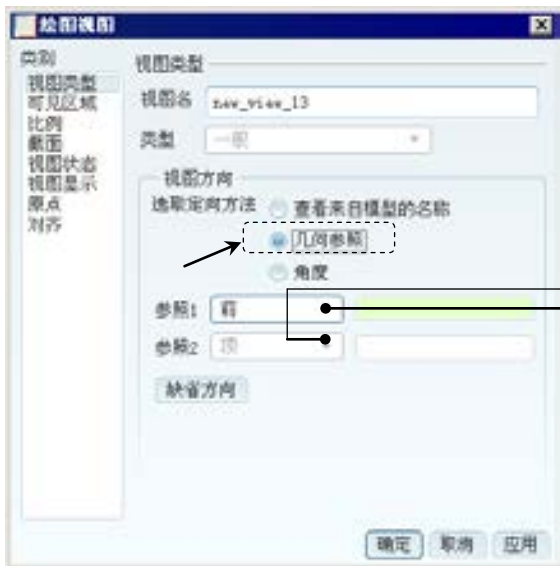 绘图视图
类别
视图类型
可见区域
比例
截面
视图状态
视图显示
原点
对齐
视图类型
视图名 new_view_13
类型 一般
视图方向
选取定向方法 查看来自模型的名称
几何参照
角度
参照1 前
参照2 顶
缺省方向
确定 取消 应用